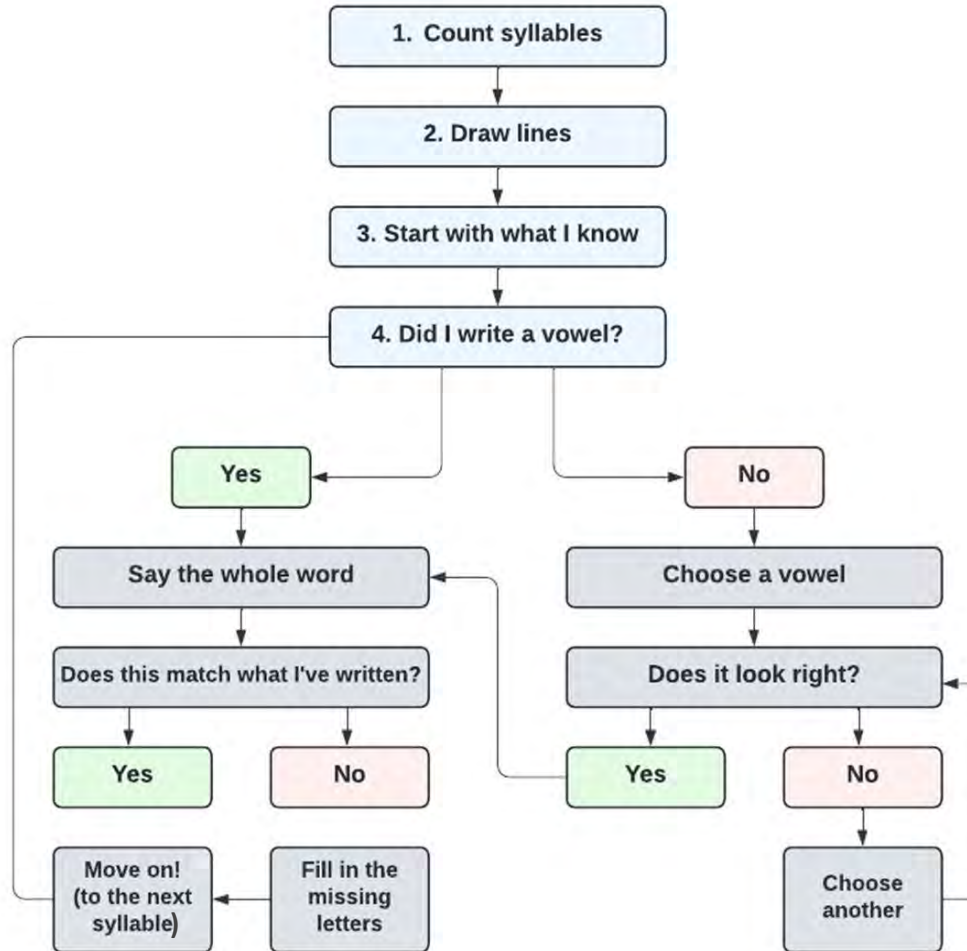 1. Count syllables
2. Draw lines
3. Start with what I know
4. Did I write a vowel?
Yes
No
Say the whole word
Choose a vowel
Does this match what I've written?
Does it look right?
Yes
No
Yes
No
Move on!
(to the next
syllable)
Fill in the
missing
letters
Choose
another